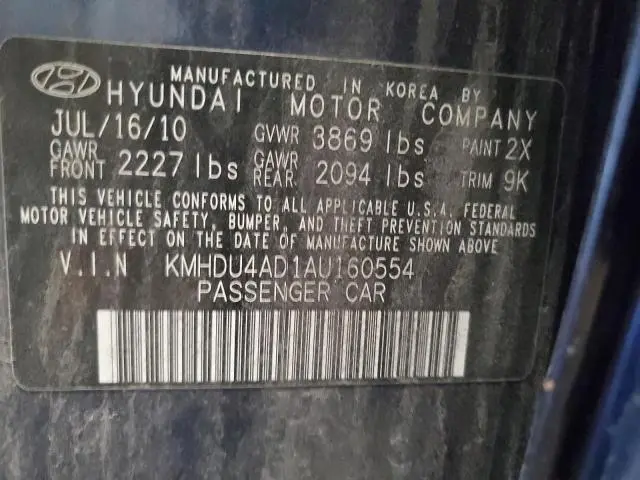 MANUFACTURED IN KOREA BY
HYUNDAI MOTOR COMPANY
JUL/16/10 GVWR 3869 lbs PAINT 2X
GAWR FRONT 2227 lbs GAWR REAR. 2094 lbs TRIM 9K
THIS VEHICLE CONFORMS TO ALL APPLICABLE U.S.A. FEDERAL
MOTOR VEHICLE SAFETY, BUMPER, AND THEFT PREVENTION STANDARDS
IN EFFECT ON THE DATE OF MANUFACTURE SHOWN ABOVE.
V.I.N KMHDU4AD1AU160554
PASSENGER CAR